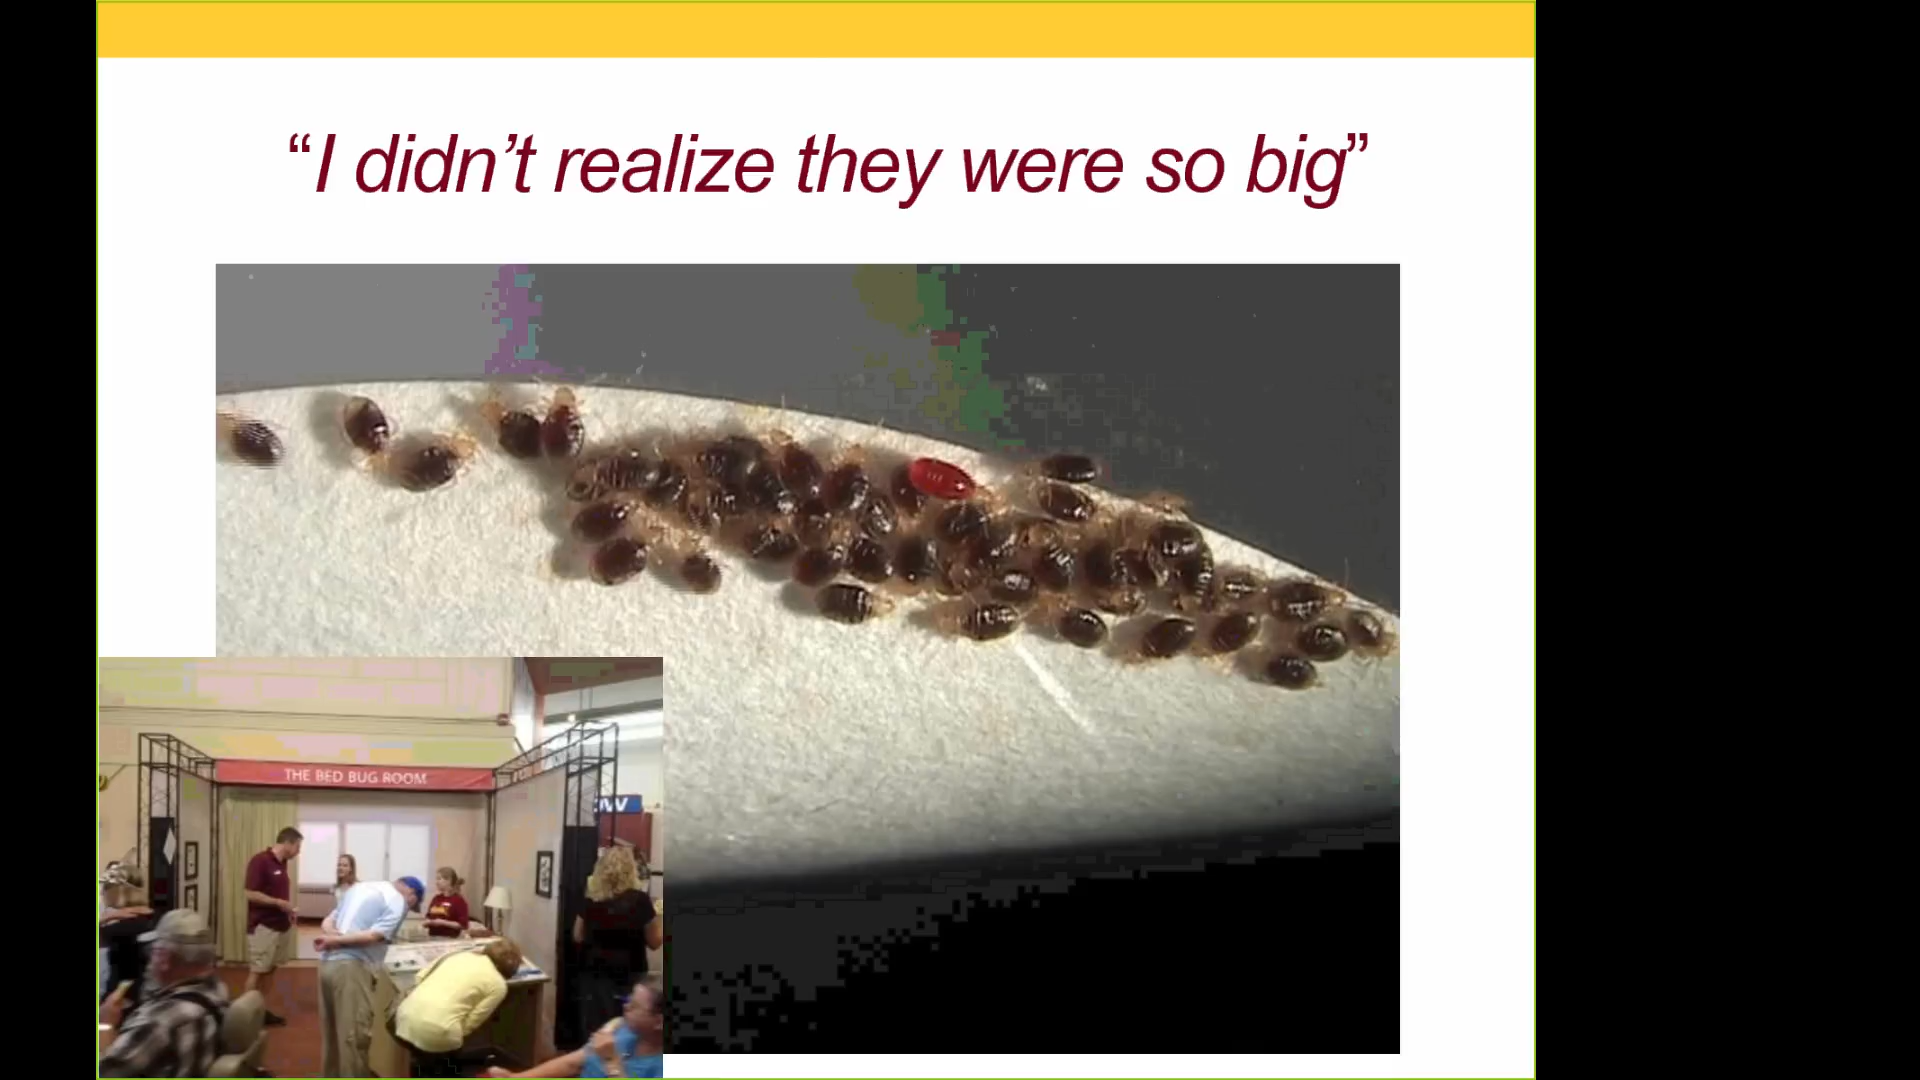 “I didn’t realize they were so big”
THE BED BUG ROOM